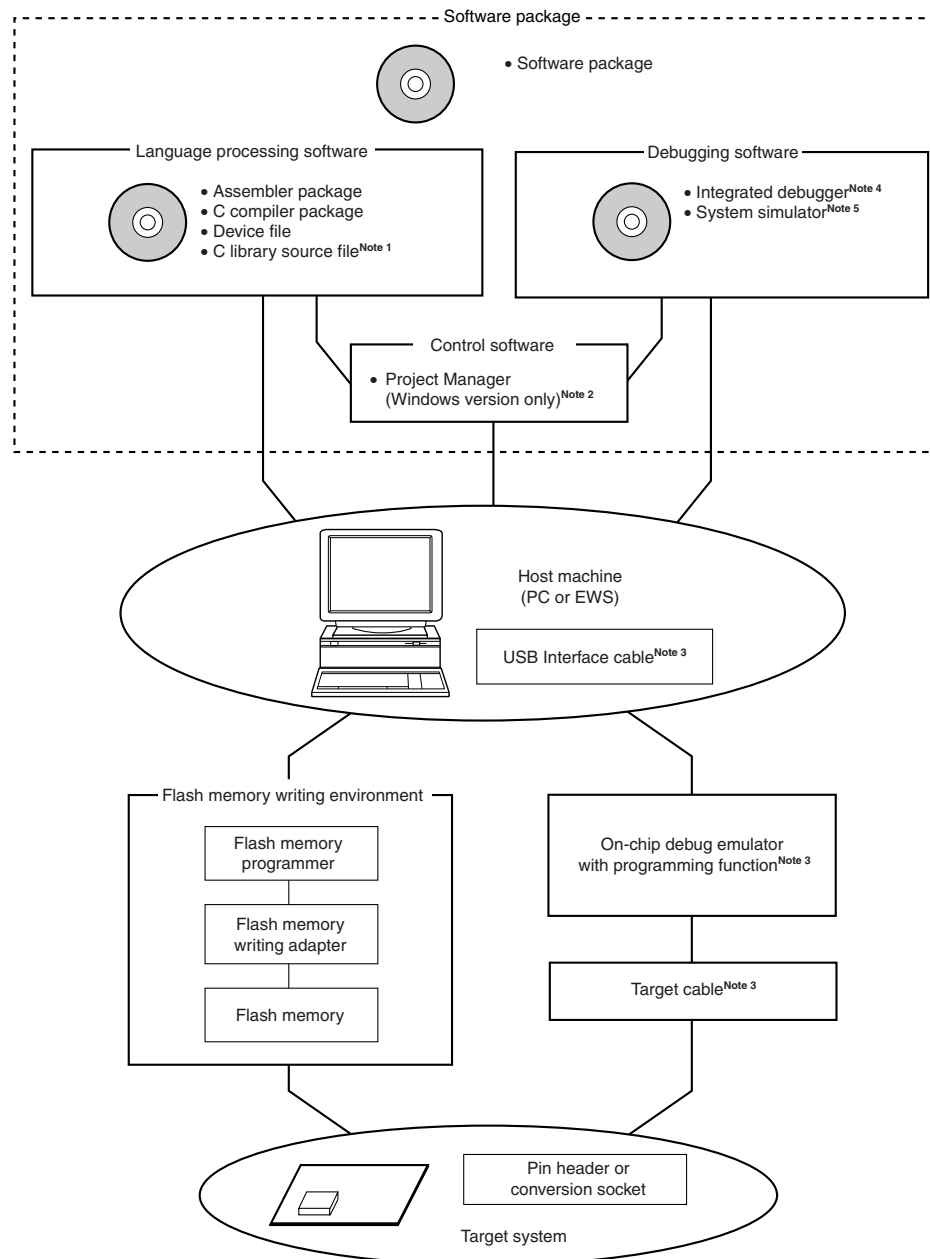 Software package
• Software package
Language processing software
• Assembler package
• C compiler package
• Device file
• C library source fileNote 1
Debugging software
• Integrated debuggerNote 4
• System simulatorNote 5
Control software
• Project Manager
(Windows version only)Note 2
Host machine
(PC or EWS)
USB Interface cableNote 3
Flash memory writing environment
Flash memory
programmer
Flash memory
writing adapter
Flash memory
On-chip debug emulator
with programming functionNote 3
Target cableNote 3
Pin header or
conversion socket
Target system